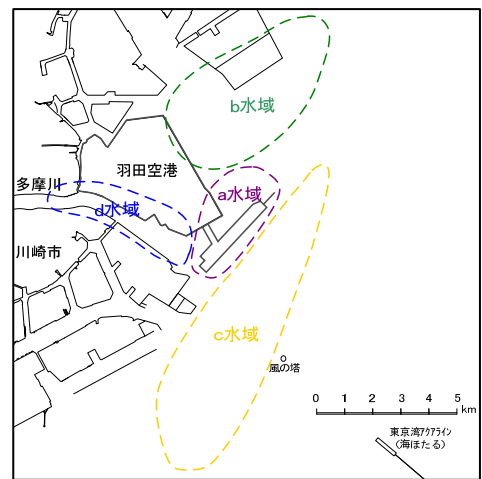 b水域
羽田空港
多摩川
a水域
d水域
川崎市
c水域
風の塔
0 1 2 3 4 5
km
東京湾ｱｸｱﾗｲﾝ
(海ほたる)